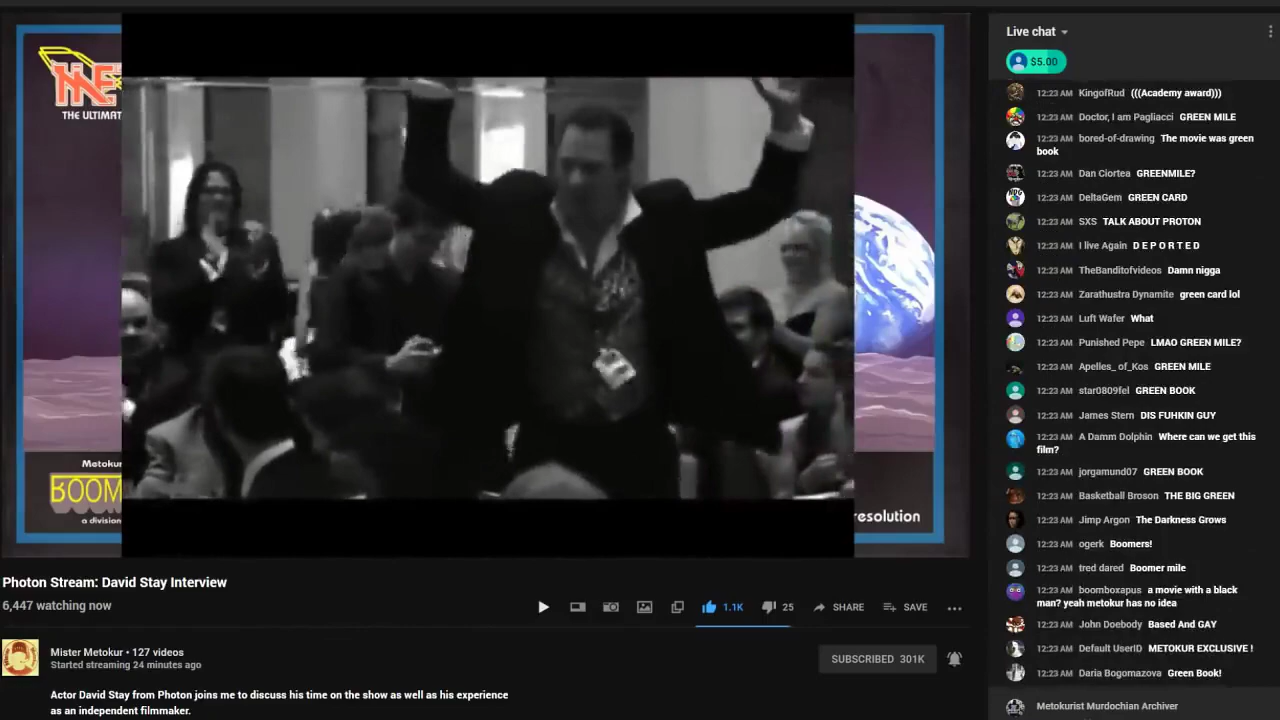 THE ULTIMAT
Metokur
BOOM
a division
resolution
Photon Stream: David Stay Interview
6,447 watching now
1.1K
25
SHARE
SAVE
Mister Metokur • 127 videos
Started streaming 24 minutes ago
SUBSCRIBED 301K
Actor David Stay from Photon joins me to discuss his time on the show as well as his experience
as an independent filmmaker.
Live chat
$5.00
12:23 AM KingofRud (((Academy award)))
12:23 AM Doctor, I am Pagliacci GREEN MILE
12:23 AM bored-of-drawing The movie was green
book
12:23 AM Dan Ciortea GREENMILE?
12:23 AM DeltaGem GREEN CARD
12:23 AM SXS TALK ABOUT PROTON
12:23 AM I live Again D E P O R T E D
12:23 AM TheBanditofvideos Damn nigga
12:23 AM Zarathustra Dynamite green card lol
12:23 AM Luft Wafer What
12:23 AM Punished Pepe LMAO GREEN MILE?
12:23 AM Apelles_ of_Kos GREEN MILE
12:23 AM star0809fel GREEN BOOK
12:23 AM James Stern DIS FUHKIN GUY
12:23 AM A Damm Dolphin Where can we get this
film?
12:23 AM jorgamund07 GREEN BOOK
12:23 AM Basketball Broson THE BIG GREEN
12:23 AM Jimp Argon The Darkness Grows
12:23 AM ogerk Boomers!
12:23 AM tred dared Boomer mile
12:23 AM boomboxapus a movie with a black
man? yeah metokur has no idea
12:23 AM John Doebody Based And GAY
12:23 AM Default UserID METOKUR EXCLUSIVE !
12:23 AM Daria Bogomazova Green Book!
Metokurist Murdochian Archiver